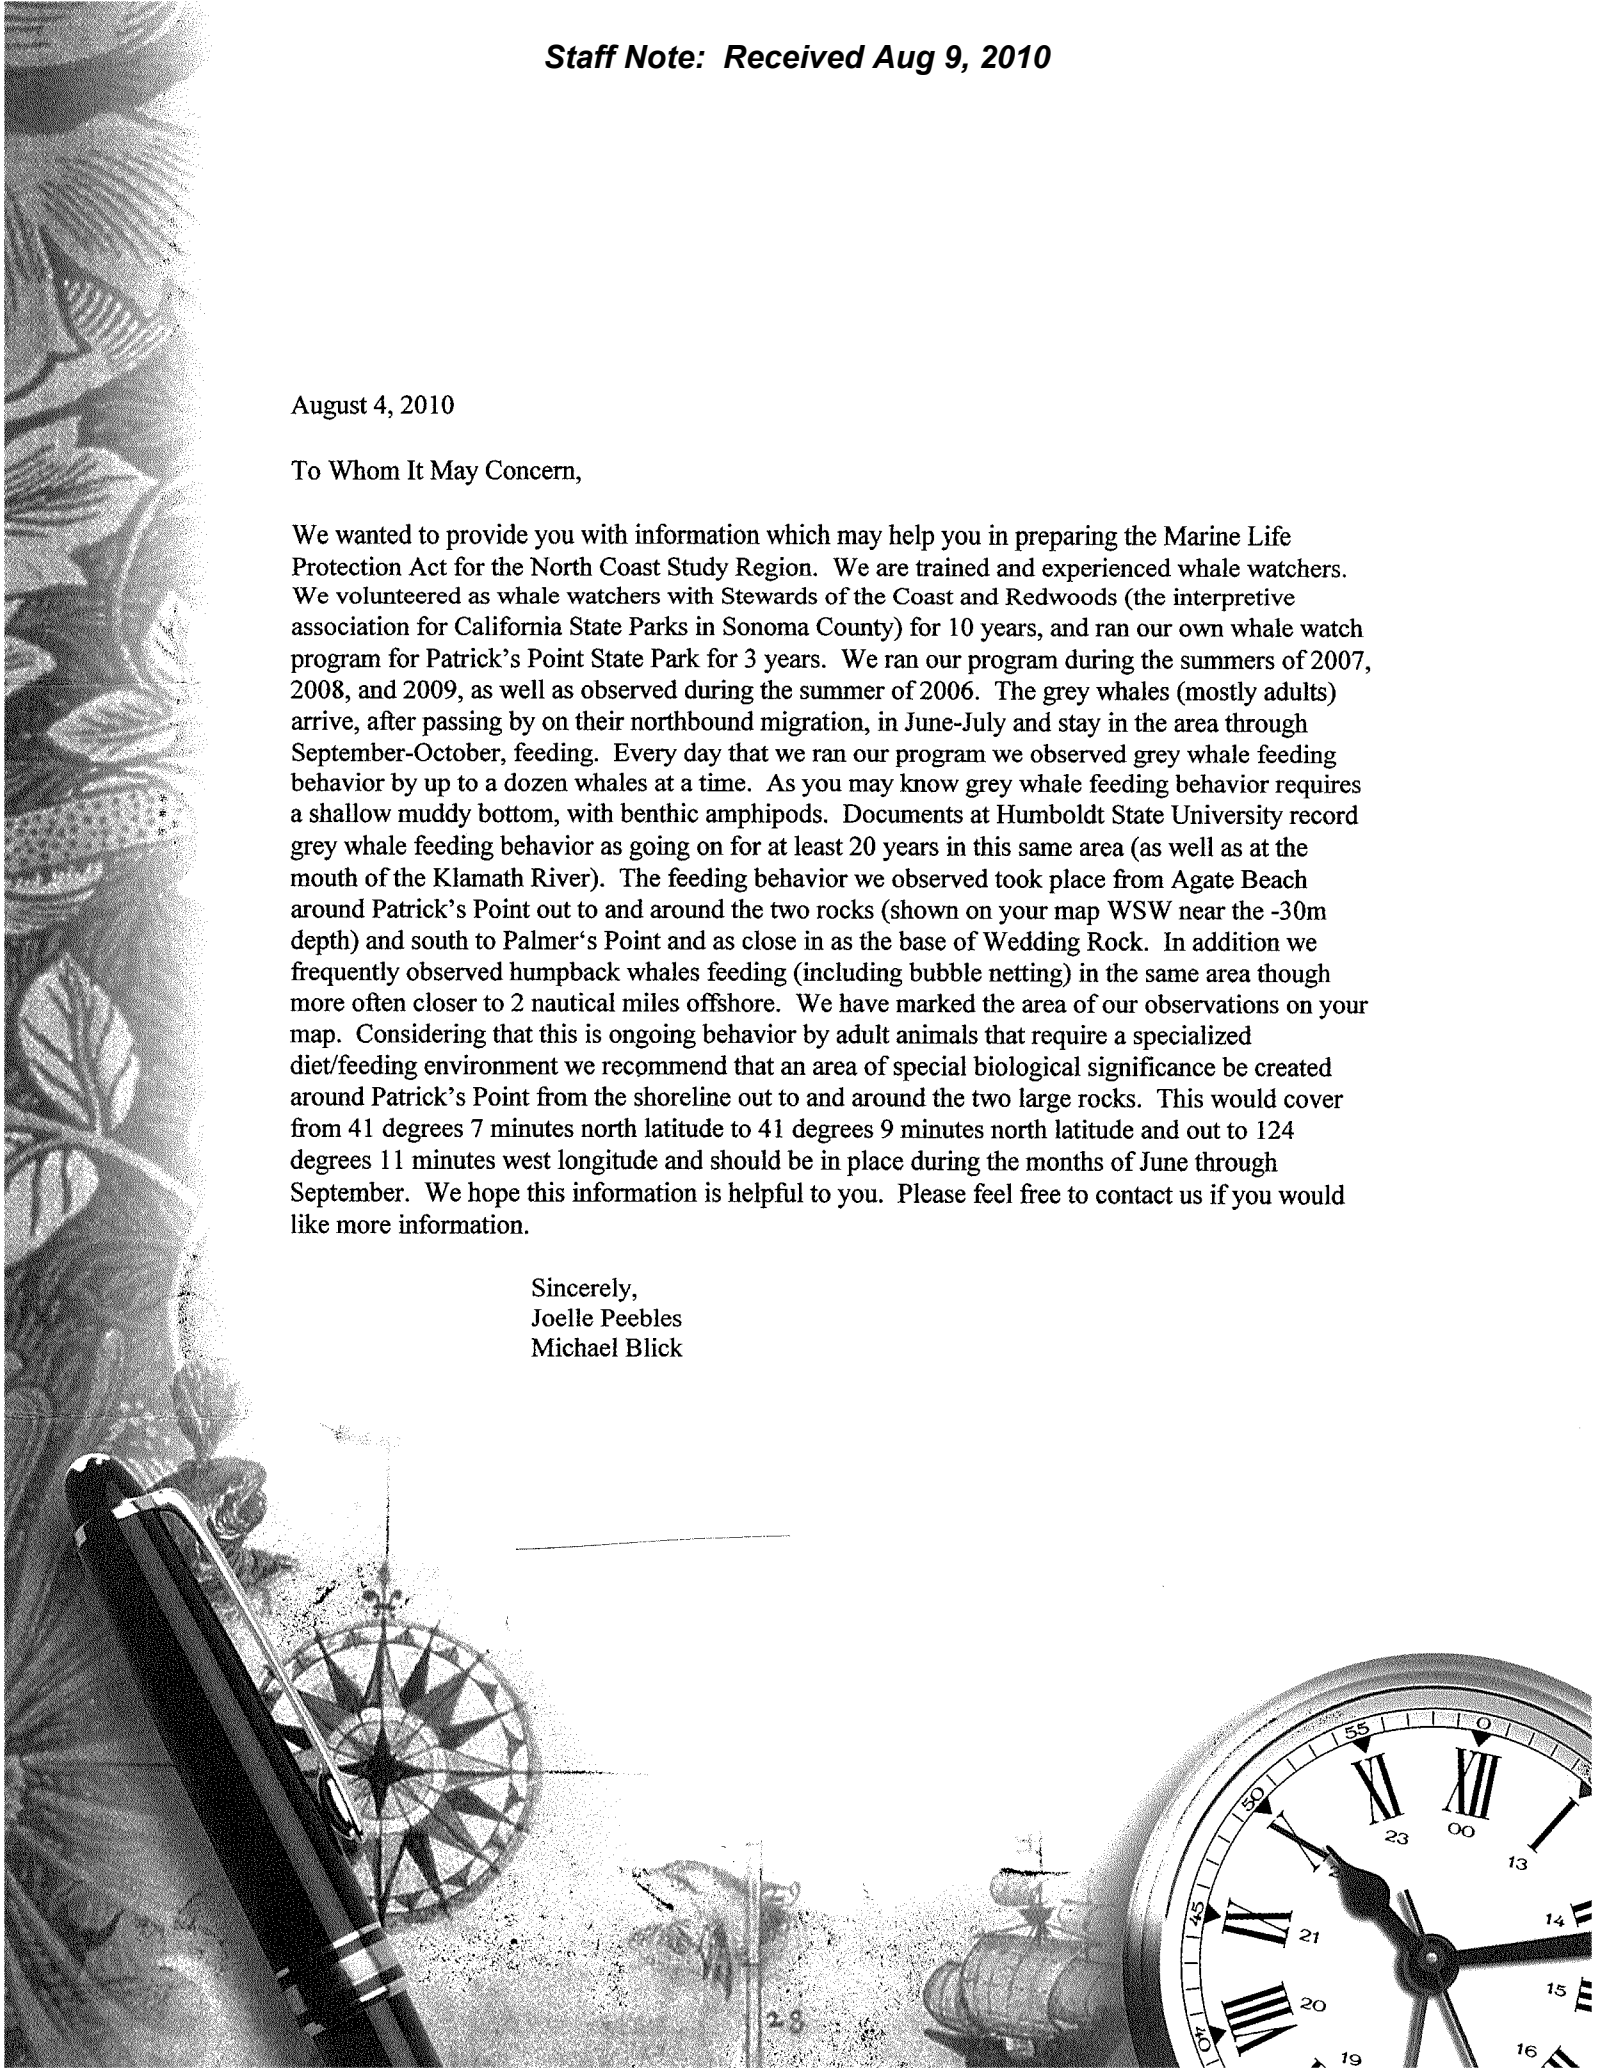 Staff Note: Received Aug 9, 2010
August 4, 2010
To Whom It May Concern,
We wanted to provide you with information which may help you in preparing the Marine Life
Protection Act for the North Coast Study Region. We are trained and experienced whale watchers.
We volunteered as whale watchers with Stewards of the Coast and Redwoods (the interpretive
association for California State Parks in Sonoma County) for 10 years, and ran our own whale watch
program for Patrick's Point State Park for 3 years. We ran our program during the summers of 2007,
2008, and 2009, as well as observed during the summer of 2006. The grey whales (mostly adults)
arrive, after passing by on their northbound migration, in June-July and stay in the area through
September-October, feeding. Every day that we ran our program we observed grey whale feeding
behavior by up to a dozen whales at a time. As you may know grey whale feeding behavior requires
a shallow muddy bottom, with benthic amphipods. Documents at Humboldt State University record
grey whale feeding behavior as going on for at least 20 years in this same area (as well as at the
mouth of the Klamath River). The feeding behavior we observed took place from Agate Beach
around Patrick's Point out to and around the two rocks (shown on your map WSW near the -30m
depth) and south to Palmer's Point and as close in as the base of Wedding Rock. In addition we
frequently observed humpback whales feeding (including bubble netting) in the same area though
more often closer to 2 nautical miles offshore. We have marked the area of our observations on your
map. Considering that this is ongoing behavior by adult animals that require a specialized
diet/feeding environment we recommend that an area of special biological significance be created
around Patrick's Point from the shoreline out to and around the two large rocks. This would cover
from 41 degrees 7 minutes north latitude to 41 degrees 9 minutes north latitude and out to 124
degrees 11 minutes west longitude and should be in place during the months of June through
September. We hope this information is helpful to you. Please feel free to contact us if you would
like more information.
Sincerely,
Joelle Peebles
Michael Blick
55 0
50 XI XII I
23 00 13
X
45 IX 21 14
20 15
40 19 16
28